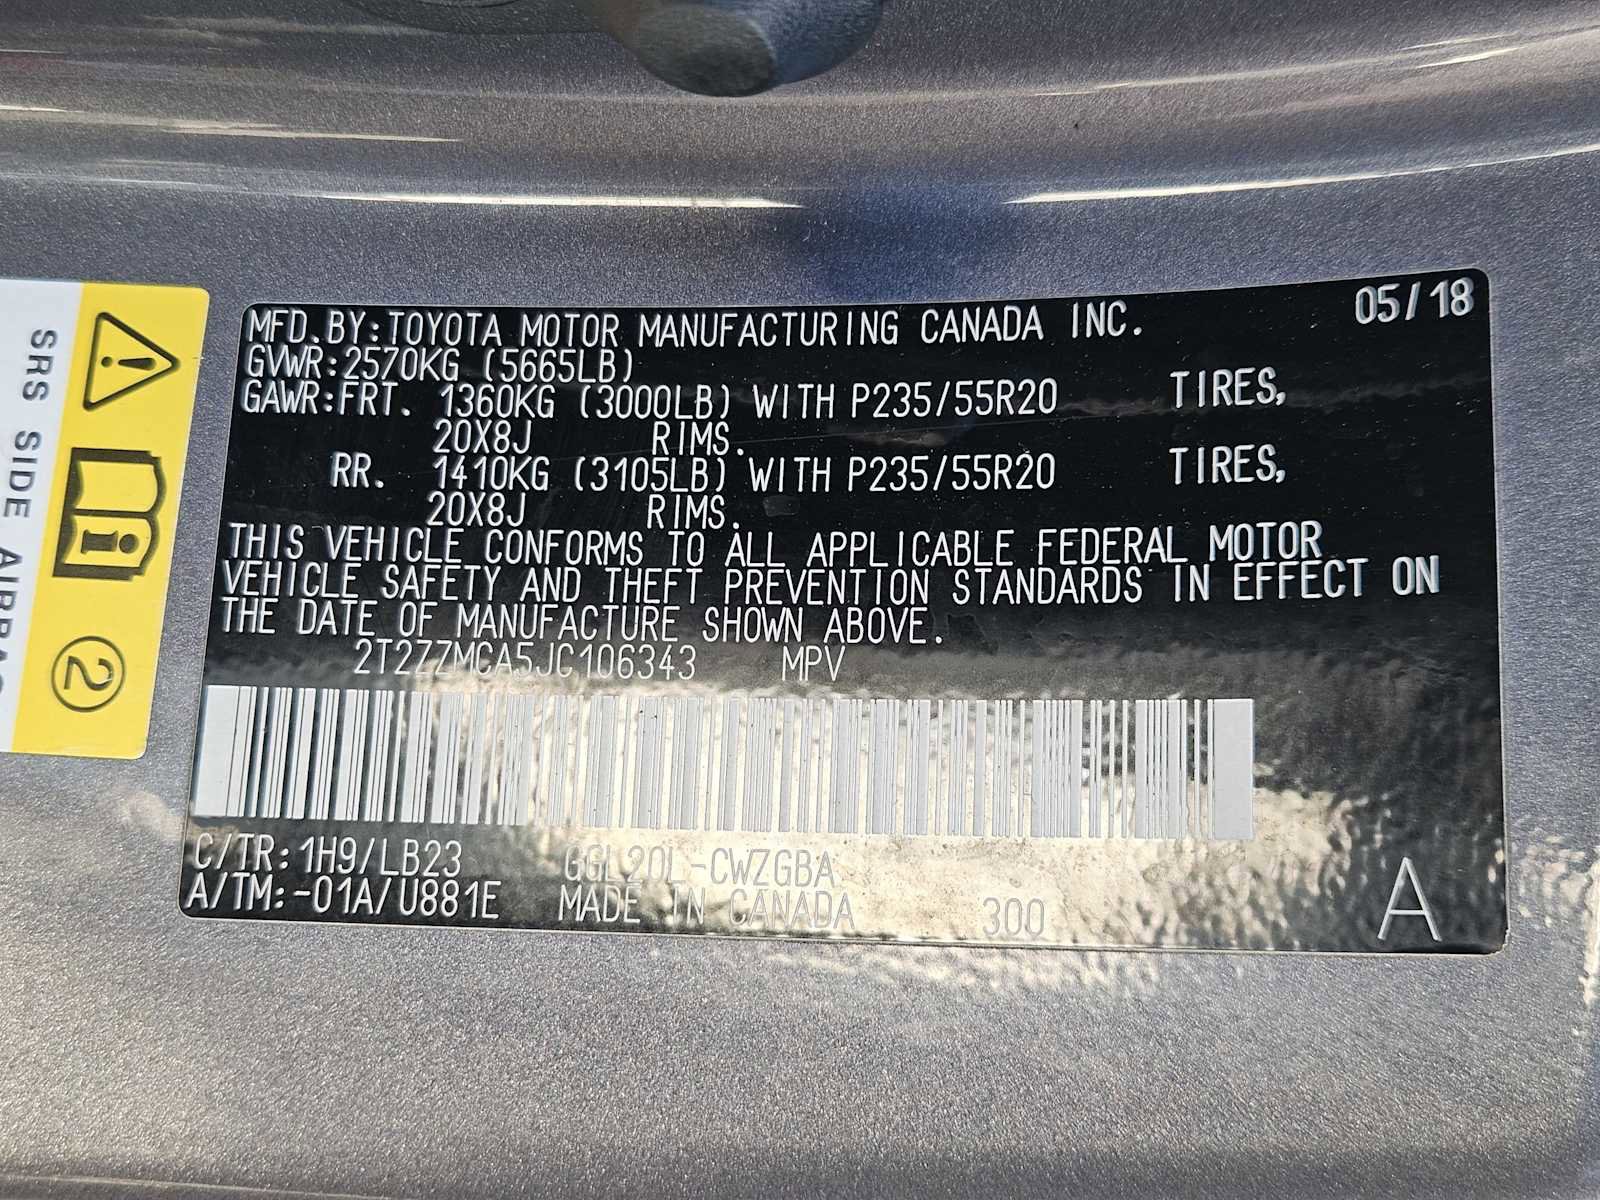 MFD.BY:TOYOTA MOTOR MANUFACTURING CANADA INC. 05/18
GVWR:2570KG (5665LB)
GAWR:FRT. 1360KG (3000LB) WITH P235/55R20 TIRES,
20X8J RIMS.
RR. 1410KG (3105LB) WITH P235/55R20 TIRES,
20X8J RIMS.
THIS VEHICLE CONFORMS TO ALL APPLICABLE FEDERAL MOTOR
VEHICLE SAFETY AND THEFT PREVENTION STANDARDS IN EFFECT ON
THE DATE OF MANUFACTURE SHOWN ABOVE.
2T2ZZMCA5JC106343 MPV
C/TR:1H9/LB23 GGL20L-CWZGBA
A/TM:-01A/U881E MADE IN CANADA 300 A
SRS SIDE
2